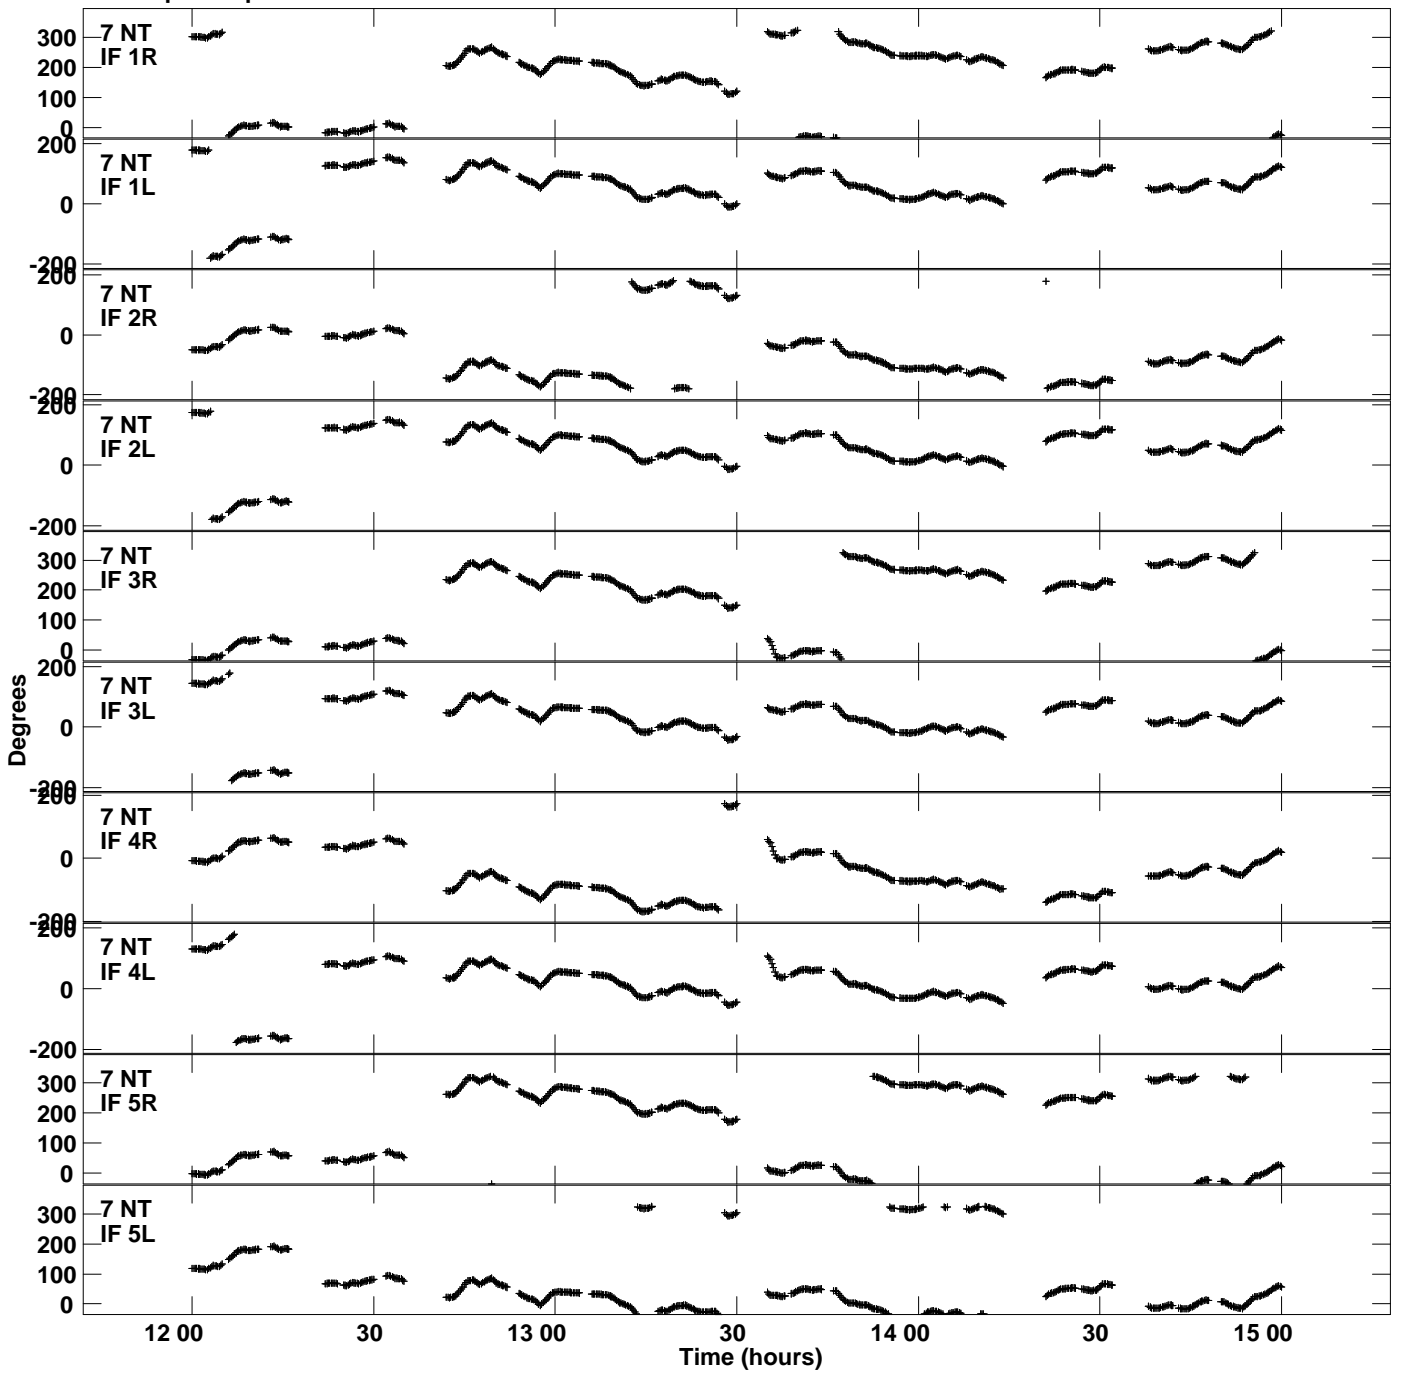 300
200
100
0
7 NT
IF 1R
200
0
-200
7 NT
IF 1L
200
0
-200
7 NT
IF 2R
200
0
-200
7 NT
IF 2L
300
200
100
0
7 NT
IF 3R
200
0
-200
7 NT
IF 3L
200
0
-200
7 NT
IF 4R
200
0
-200
7 NT
IF 4L
300
200
100
0
7 NT
IF 5R
300
200
100
0
7 NT
IF 5L
Degrees
12 00 30 13 00 30 14 00 30 15 00
Time (hours)